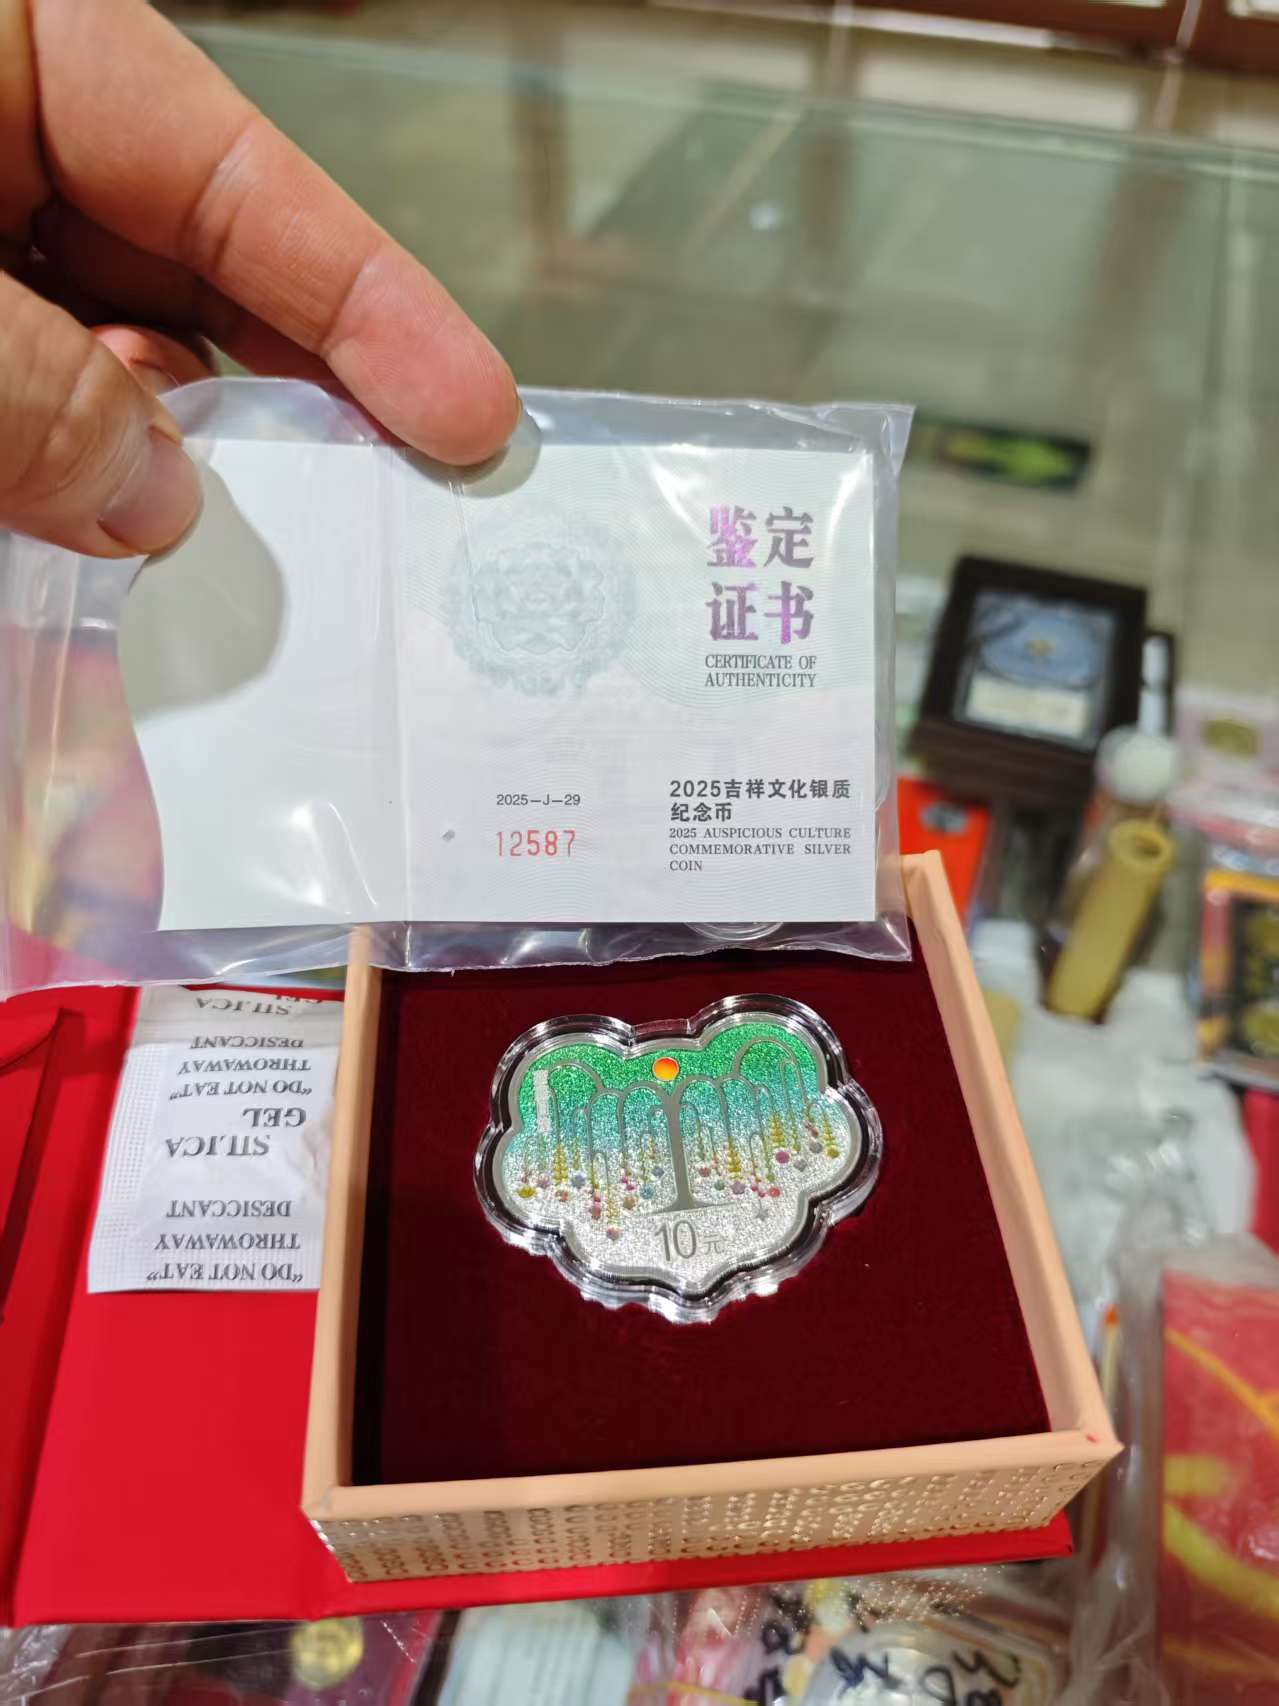 鉴定
证书
CERTIFICATE OF
AUTHENTICITY
2025-J-29
12587
2025吉祥文化银质
纪念币
2025 AUSPICIOUS CULTURE
COMMEMORATIVE SILVER
COIN
SILICA
GEL
DESICCANT
THROWAWAY
"DO NOT EAT"
SILICA
GEL
DESICCANT
THROWAWAY
"DO NOT EAT"
10元